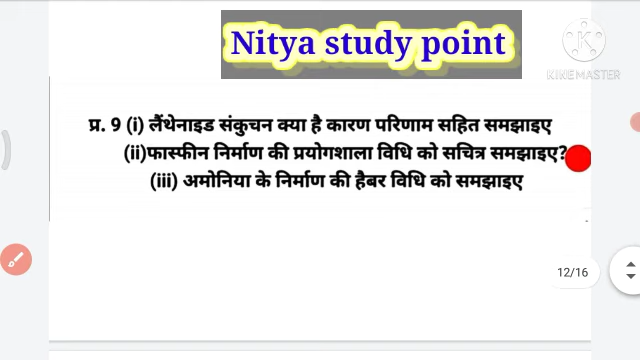 Nitya study point
KINEMASTER
प्र. 9 (i) लैंथेनाइड संकुचन क्या है कारण परिणाम सहित समझाइए
(ii)फास्फीन निर्माण की प्रयोगशाला विधि को सचित्र समझाइए?
(iii) अमोनिया के निर्माण की हैबर विधि को समझाइए
12/16